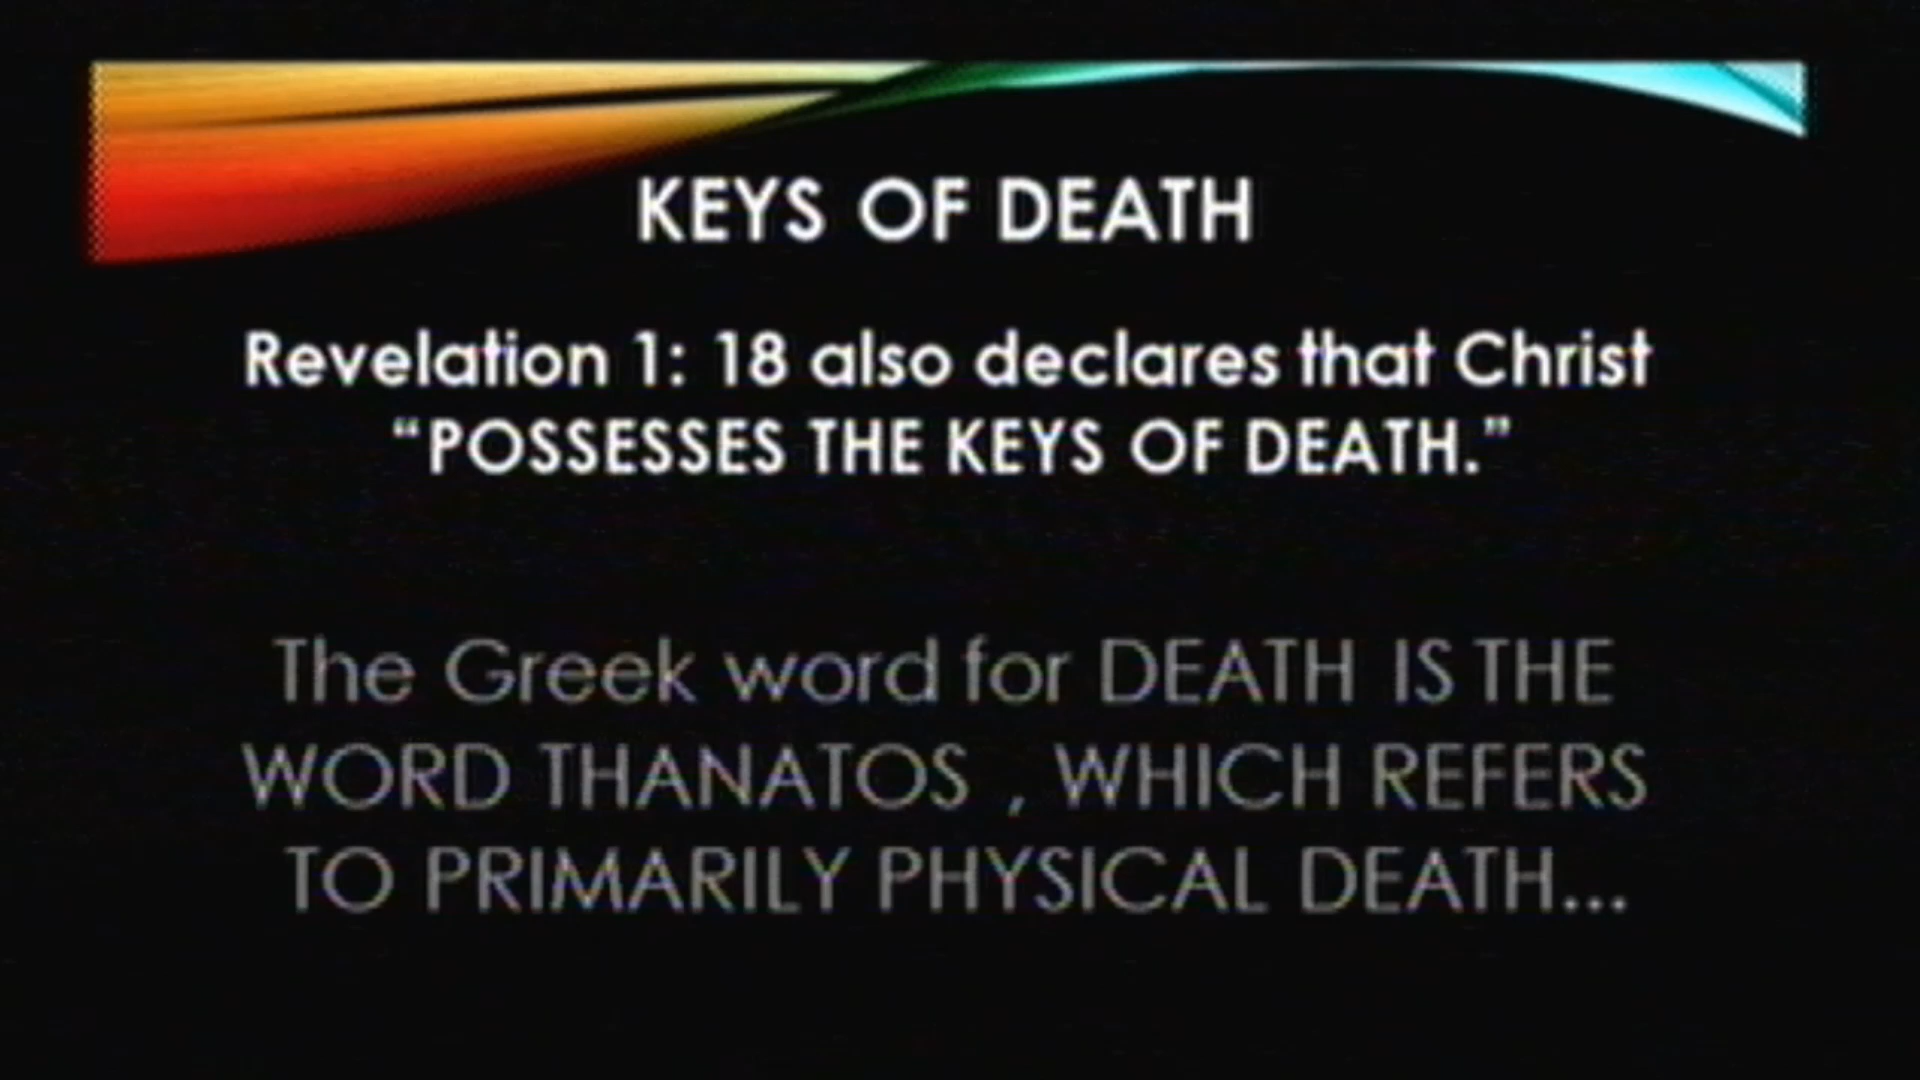 KEYS OF DEATH
Revelation 1: 18 also declares that Christ
“POSSESSES THE KEYS OF DEATH.”
The Greek word for DEATH IS THE
WORD THANATOS , WHICH REFERS
TO PRIMARILY PHYSICAL DEATH...